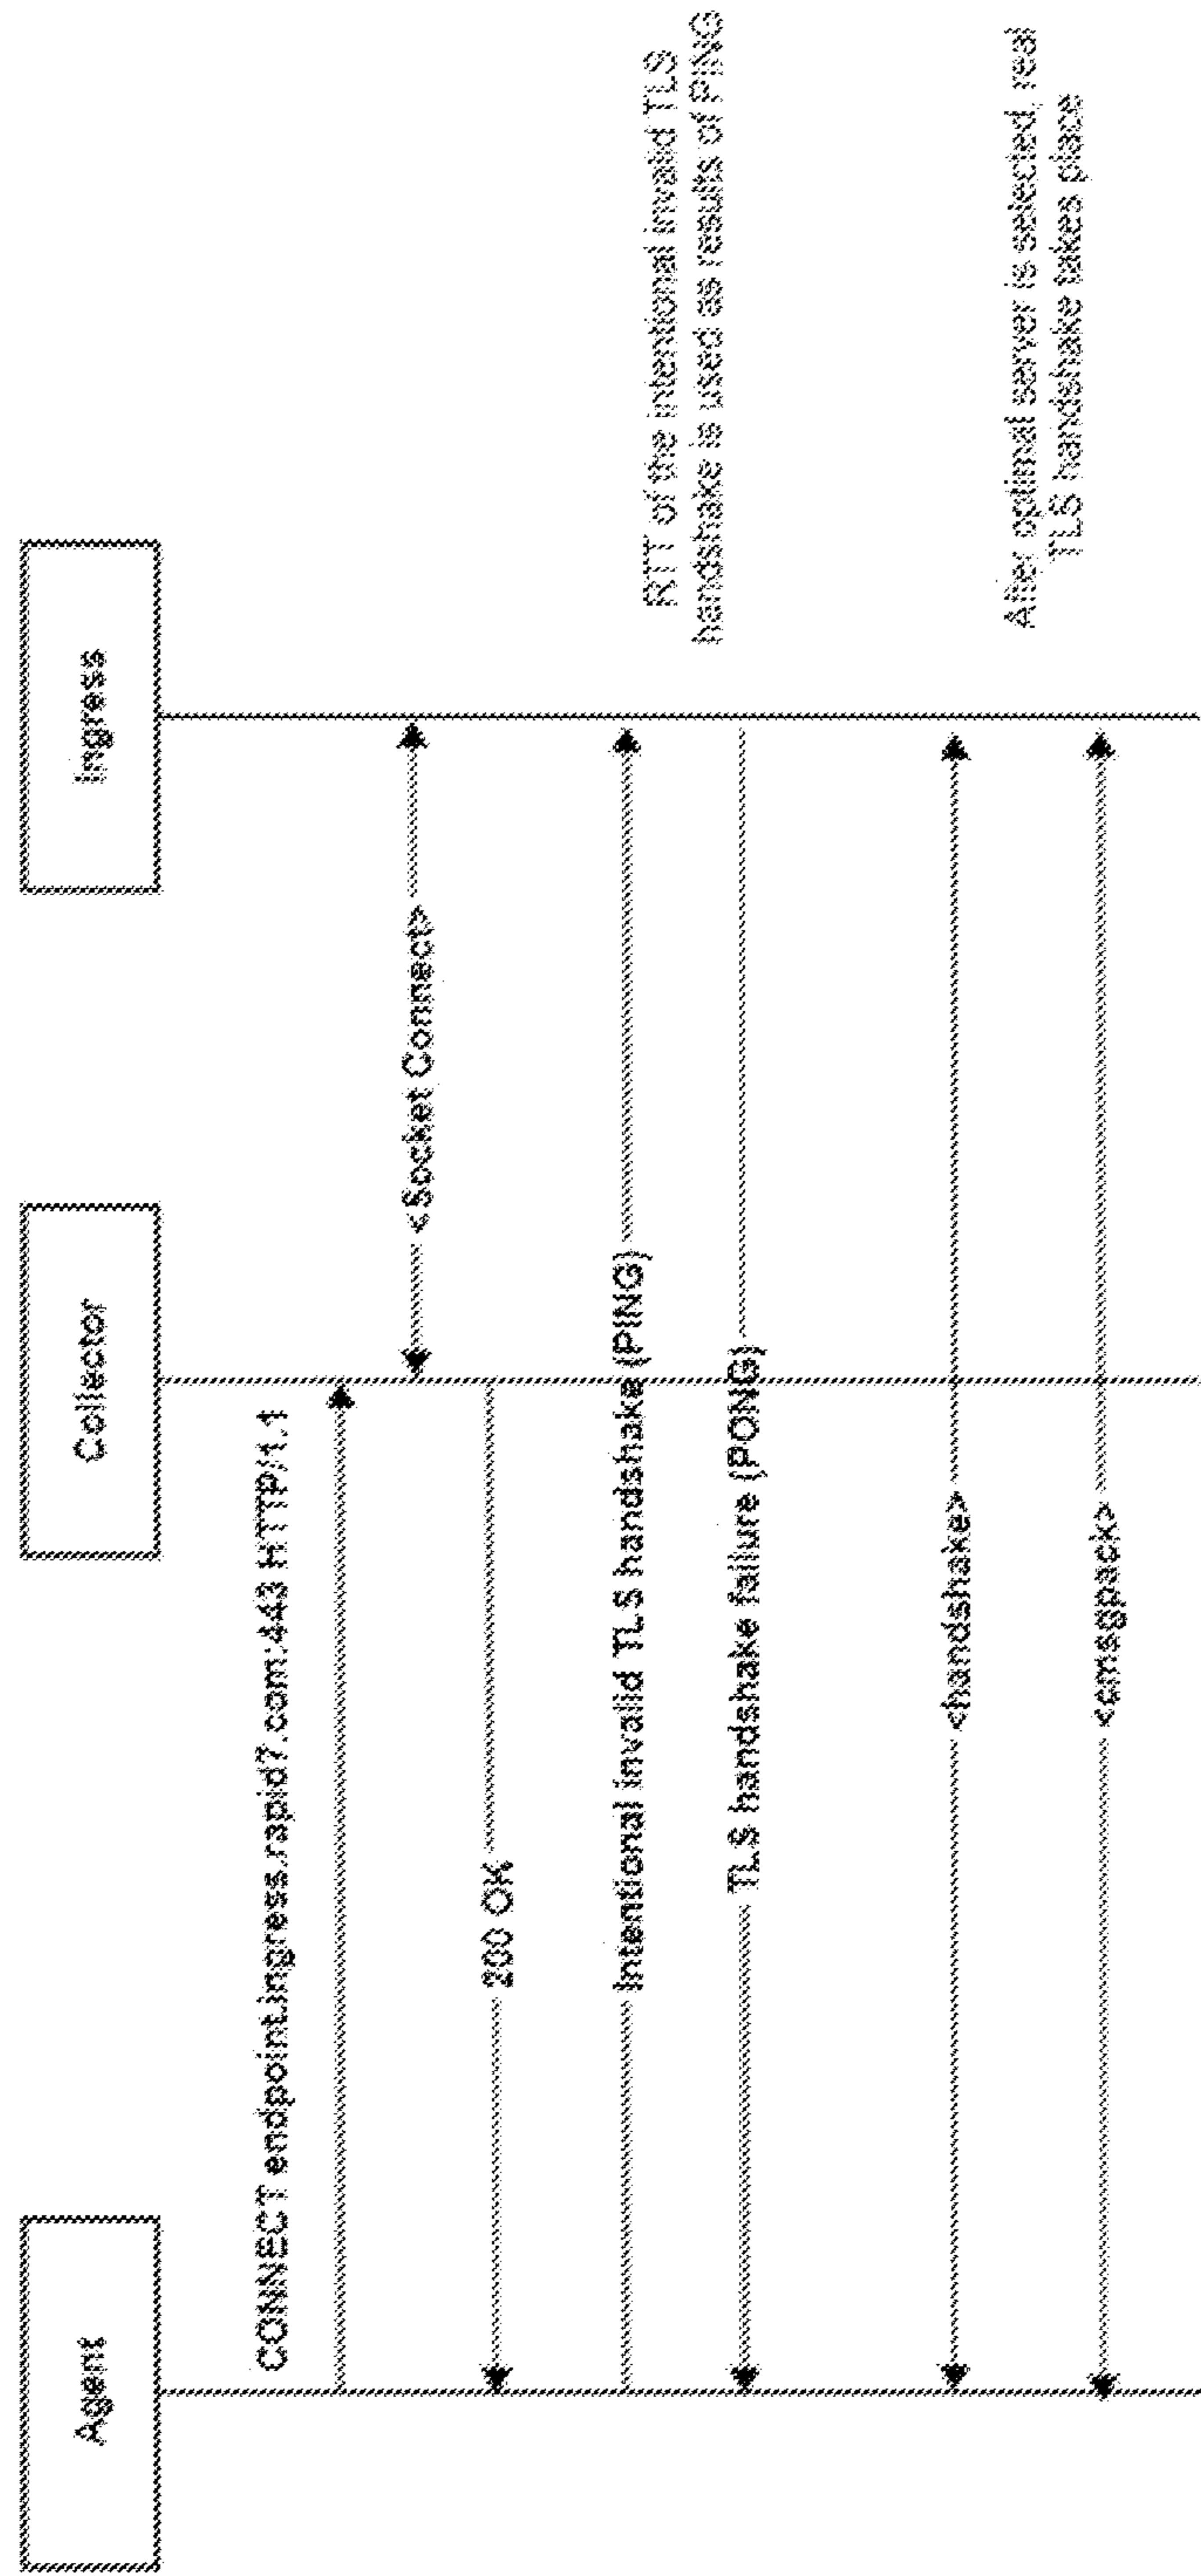 Agent
Collector
Ingress
CONNECT endpoint.ingress.rapid7.com:443 HTTP/1.1
<Socket Connect>
200 OK
Intentional invalid TLS handshake (PING)
RTT of the intentional invalid TLS
handshake is used as results of PING
TLS handshake failure (PONG)
<handshake>
After optimal server is selected, real
TLS handshake takes place
<cmsgpack>